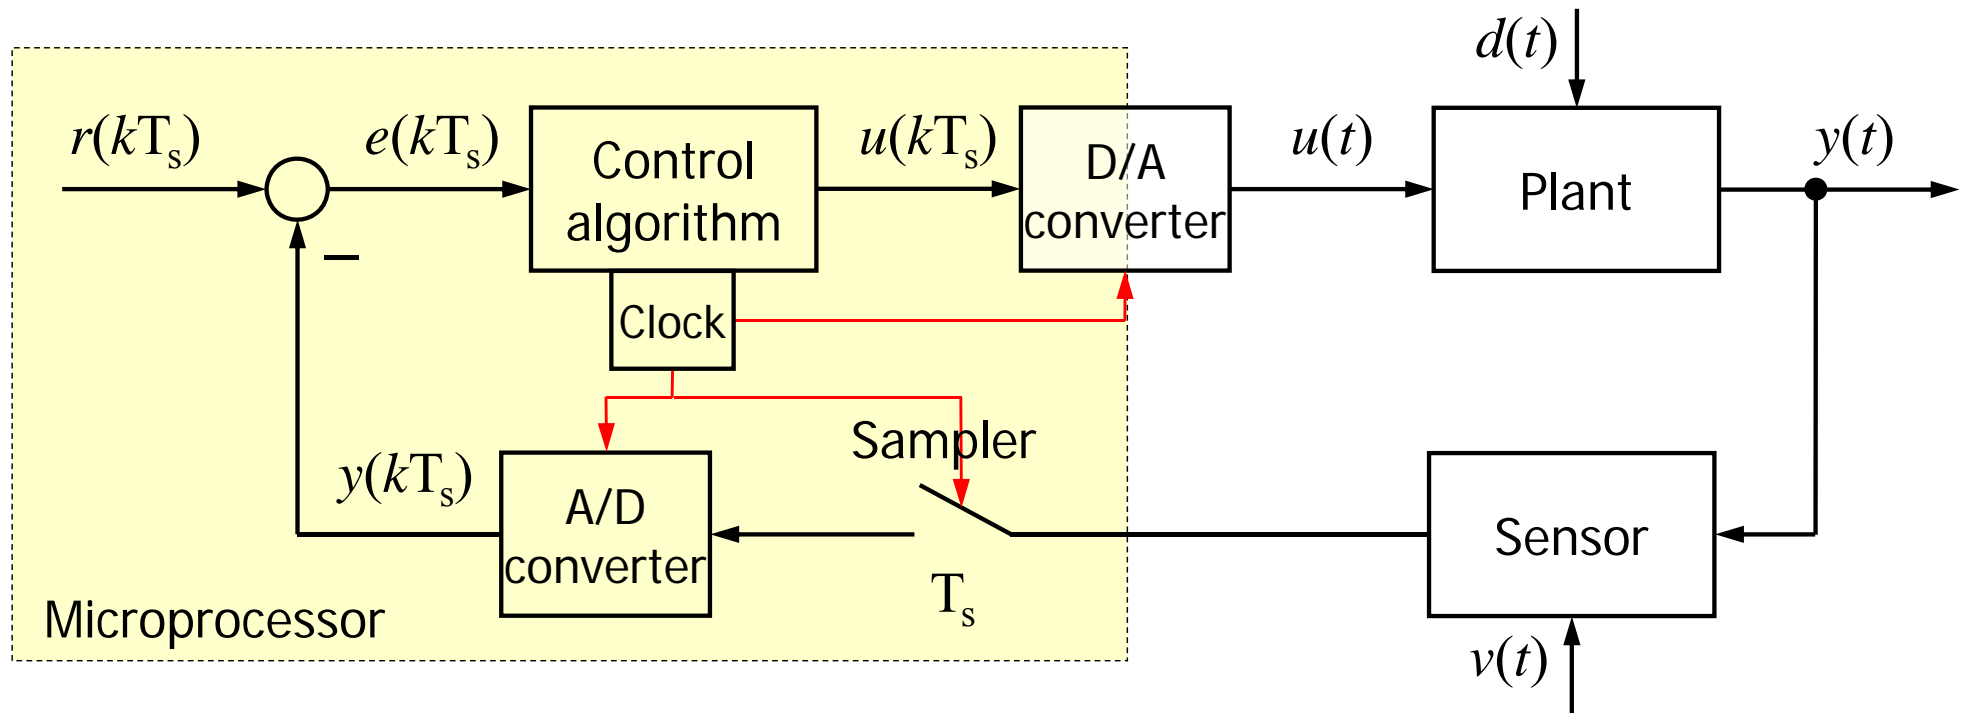 d(t)
r(kTs)
e(kTs)
Control
algorithm
u(kTs)
D/A
converter
u(t)
Plant
y(t)
–
Clock
Sampler
y(kTs)
A/D
converter
Ts
Sensor
Microprocessor
v(t)